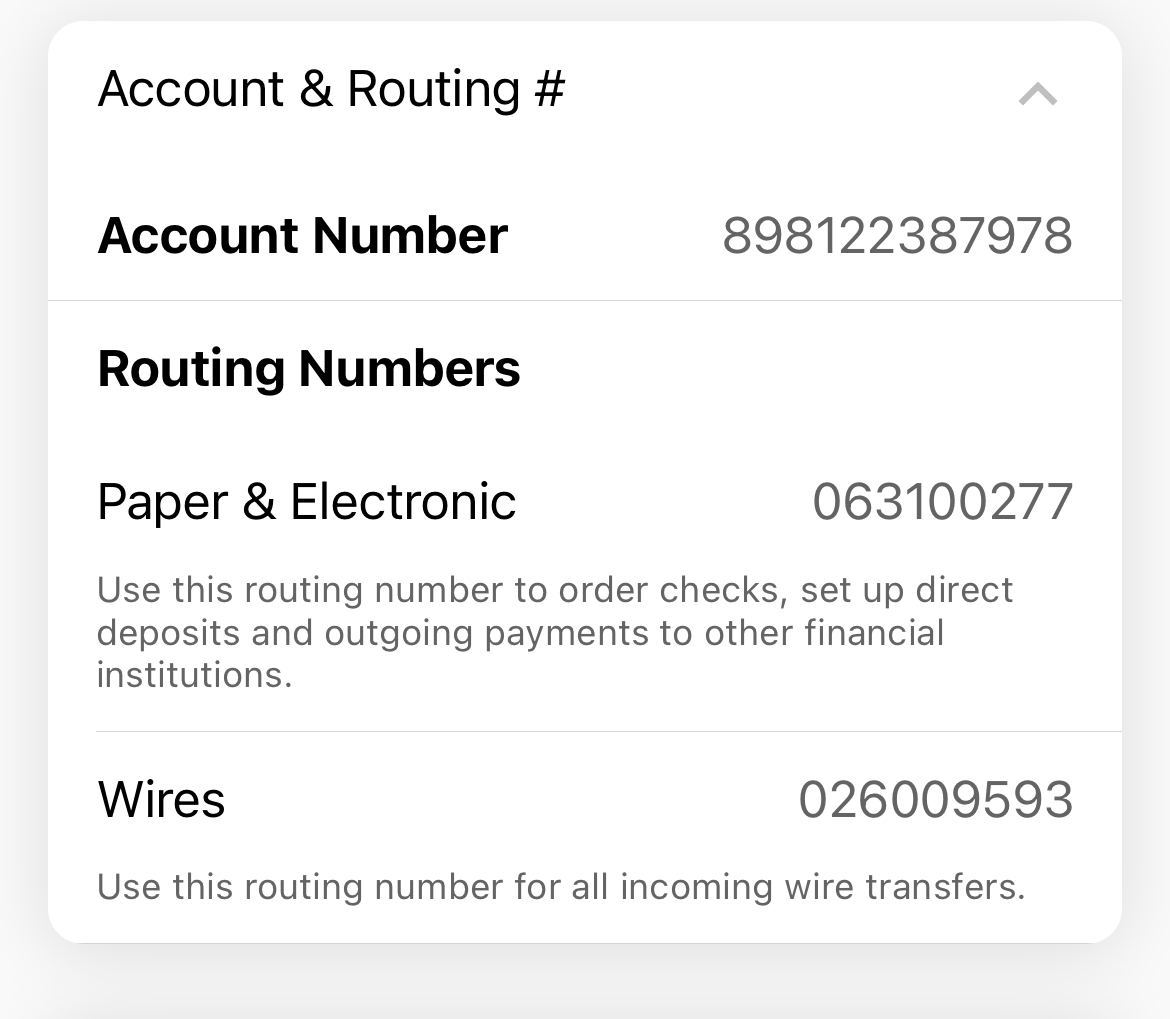 Account & Routing #
Account Number 898122387978
Routing Numbers
Paper & Electronic 063100277
Use this routing number to order checks, set up direct
deposits and outgoing payments to other financial
institutions.
Wires 026009593
Use this routing number for all incoming wire transfers.